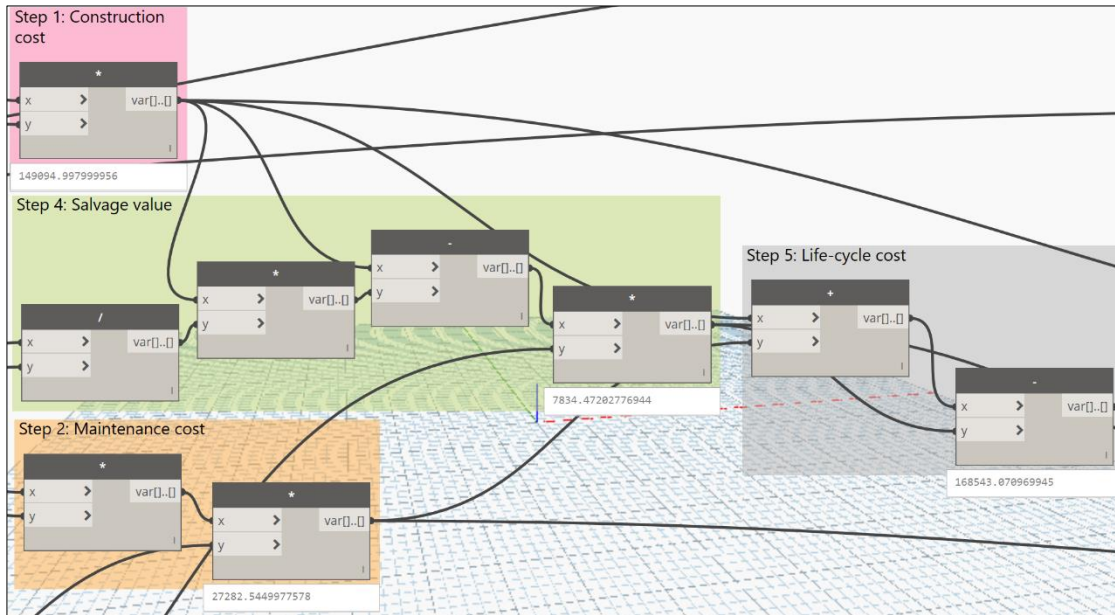 Step 1: Construction
cost
*
x > var[]..[]
y >
l
149094.997999956
Step 4: Salvage value
/
x > var[]..[]
y >
l
*
x > var[]..[]
y >
l
-
x > var[]..[]
y >
l
*
x > var[]..[]
y >
l
7834.47202776944
Step 5: Life-cycle cost
+
x > var[]..[]
y >
l
-
x > var[]..[]
y >
l
168543.070969945
Step 2: Maintenance cost
*
x > var[]..[]
y >
l
*
x > var[]..[]
y >
l
27282.5449977578